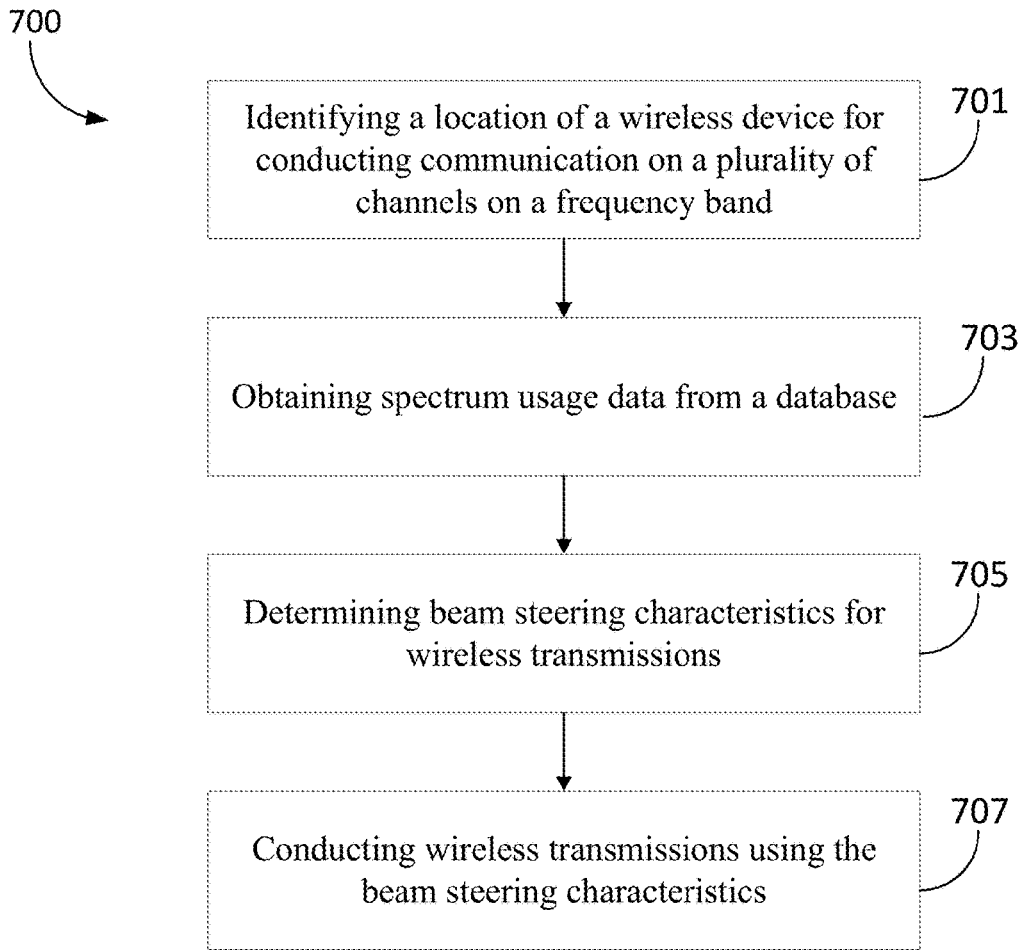 700
Identifying a location of a wireless device for
conducting communication on a plurality of
channels on a frequency band
701
Obtaining spectrum usage data from a database
703
Determining beam steering characteristics for
wireless transmissions
705
Conducting wireless transmissions using the
beam steering characteristics
707